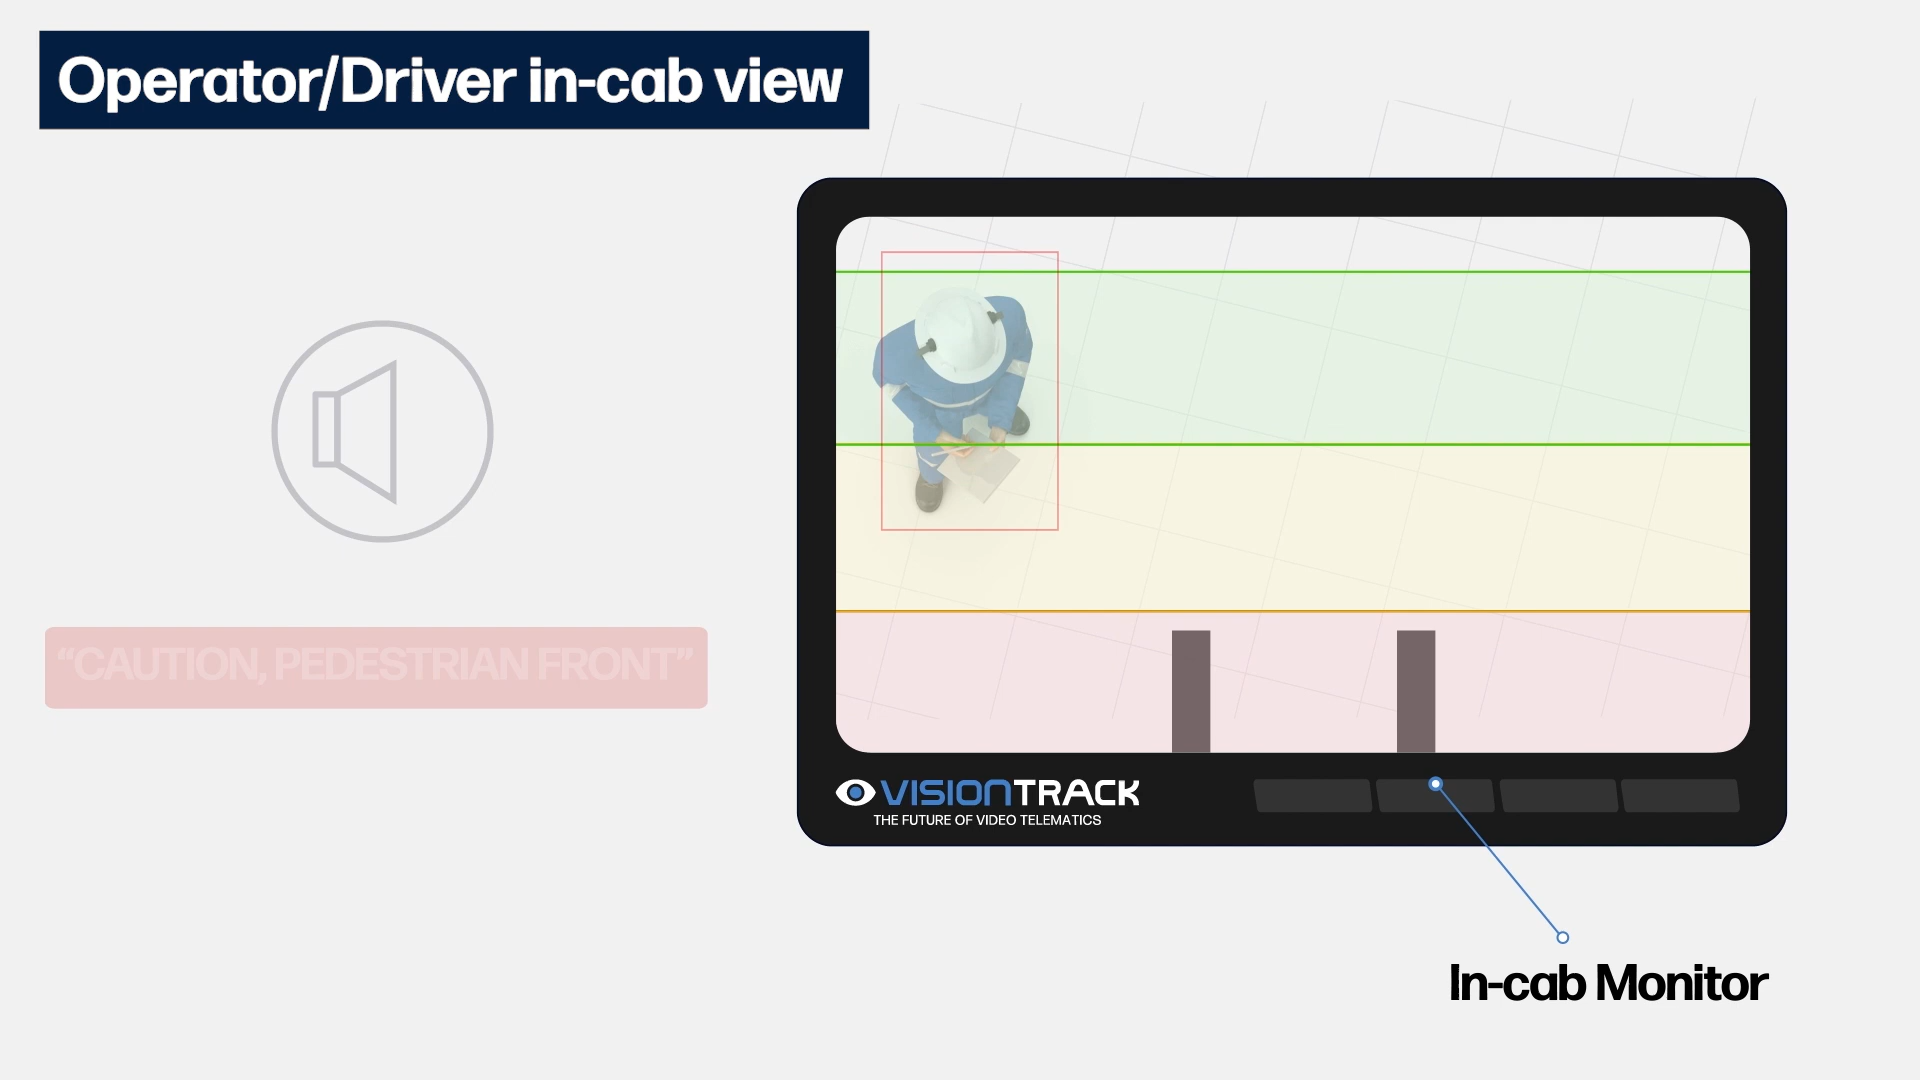 Operator/Driver in-cab view
“CAUTION, PEDESTRIAN FRONT”
VISIONTRACK
THE FUTURE OF VIDEO TELEMATICS
In-cab Monitor